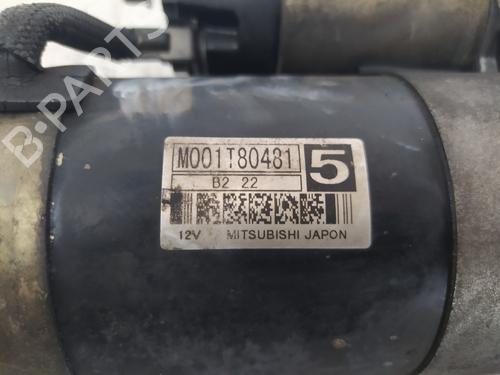 B-PARTS
M001T80481 5
B2 22
12V MITSUBISHI JAPON